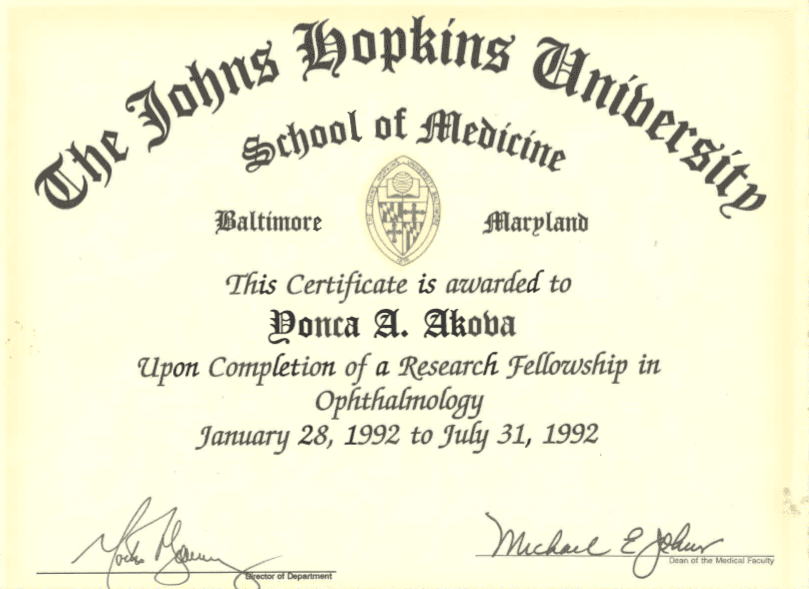 The Johns Hopkins University
School of Medicine
Baltimore Maryland
This Certificate is awarded to
Yonca A. Akova
Upon Completion of a Research Fellowship in
Ophthalmology
January 28, 1992 to July 31, 1992
Michael E Johns
Director of Department
Dean of the Medical Faculty